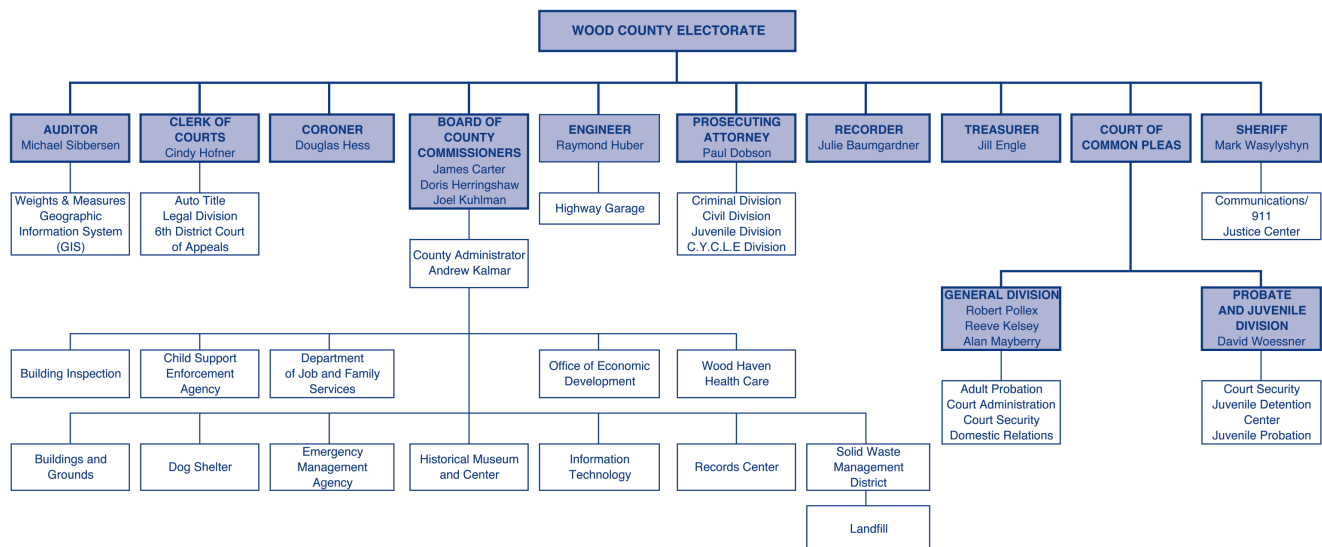 WOOD COUNTY ELECTORATE
AUDITOR
Michael Sibbersen
CLERK OF
COURTS
Cindy Hofner
CORONER
Douglas Hess
BOARD OF
COUNTY
COMMISSIONERS
James Carter
Doris Herringshaw
Joel Kuhlman
ENGINEER
Raymond Huber
PROSECUTING
ATTORNEY
Paul Dobson
RECORDER
Julie Baumgardner
TREASURER
Jill Engle
COURT OF
COMMON PLEAS
SHERIFF
Mark Wasylyshyn
Weights & Measures
Geographic
Information System
(GIS)
Auto Title
Legal Division
6th District Court
of Appeals
Highway Garage
Criminal Division
Civil Division
Juvenile Division
C.Y.C.L.E Division
Communications/
911
Justice Center
County Administrator
Andrew Kalmar
GENERAL DIVISION
Robert Pollex
Reeve Kelsey
Alan Mayberry
PROBATE
AND JUVENILE
DIVISION
David Woessner
Building Inspection
Child Support
Enforcement
Agency
Department
of Job and Family
Services
Office of Economic
Development
Wood Haven
Health Care
Adult Probation
Court Administration
Court Security
Domestic Relations
Court Security
Juvenile Detention
Center
Juvenile Probation
Buildings and
Grounds
Dog Shelter
Emergency
Management
Agency
Historical Museum
and Center
Information
Technology
Records Center
Solid Waste
Management
District
Landfill